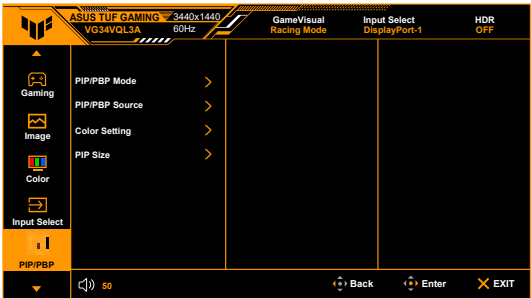 ASUS TUF GAMING 3440x1440
VG34VQL3A 60Hz
GameVisual
Racing Mode
Input Select
DisplayPort-1
HDR
OFF
Gaming
Image
Color
Input Select
PIP/PBP
PIP/PBP Mode
PIP/PBP Source
Color Setting
PIP Size
50
Back
Enter
EXIT